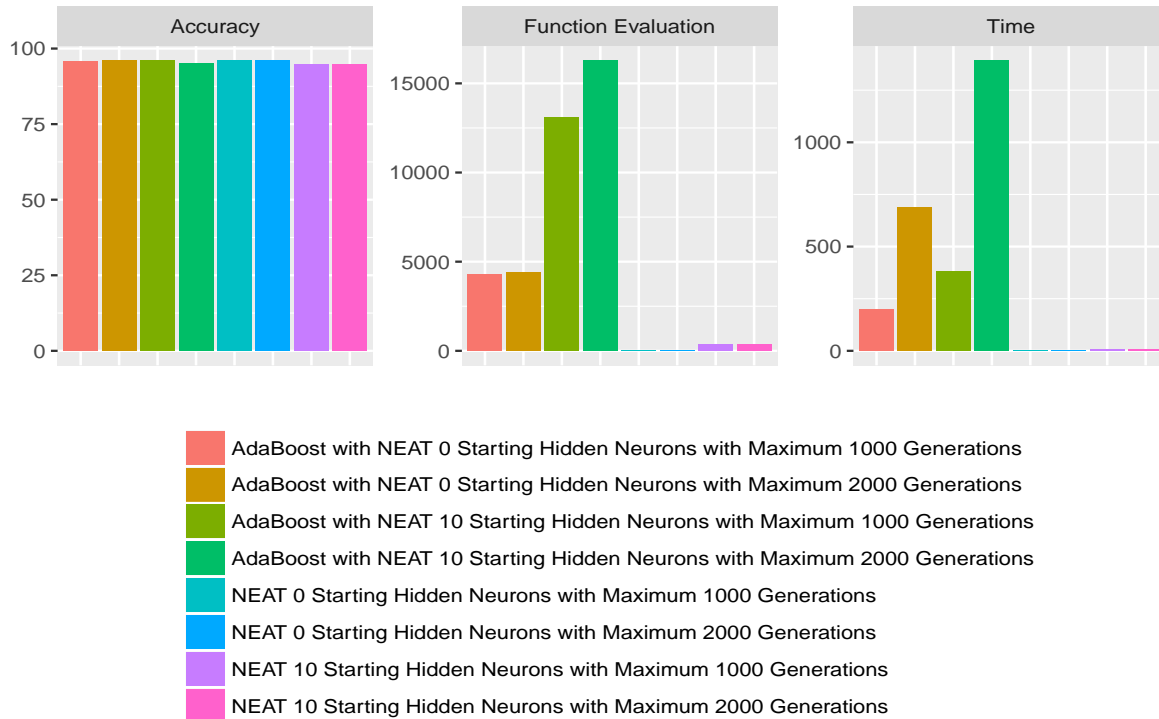 Accuracy
Function Evaluation
Time
100
75
50
25
0
15000
10000
5000
0
1000
500
0
AdaBoost with NEAT 0 Starting Hidden Neurons with Maximum 1000 Generations
AdaBoost with NEAT 0 Starting Hidden Neurons with Maximum 2000 Generations
AdaBoost with NEAT 10 Starting Hidden Neurons with Maximum 1000 Generations
AdaBoost with NEAT 10 Starting Hidden Neurons with Maximum 2000 Generations
NEAT 0 Starting Hidden Neurons with Maximum 1000 Generations
NEAT 0 Starting Hidden Neurons with Maximum 2000 Generations
NEAT 10 Starting Hidden Neurons with Maximum 1000 Generations
NEAT 10 Starting Hidden Neurons with Maximum 2000 Generations